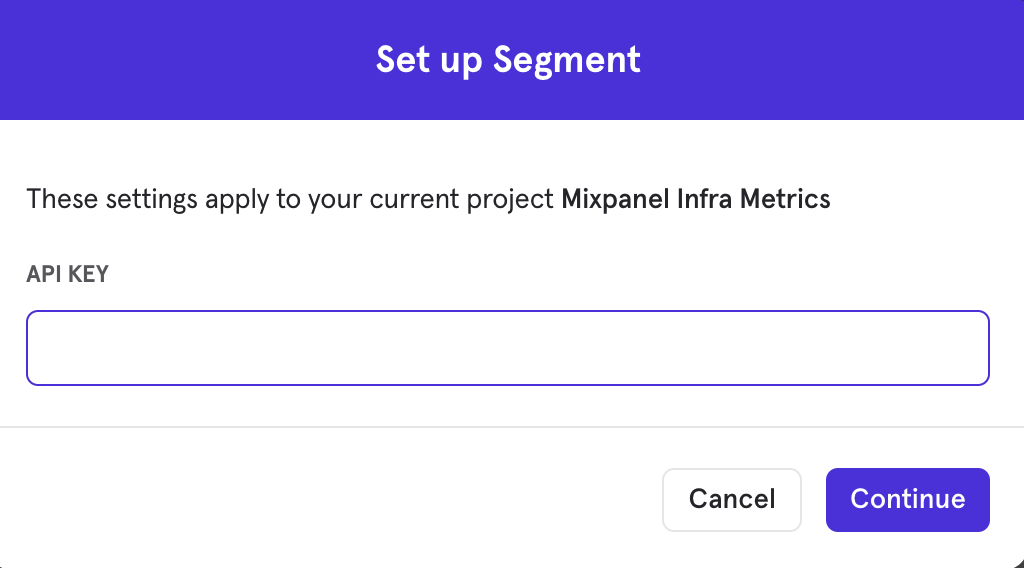 Set up Segment
These settings apply to your current project Mixpanel Infra Metrics
API KEY
Cancel
Continue